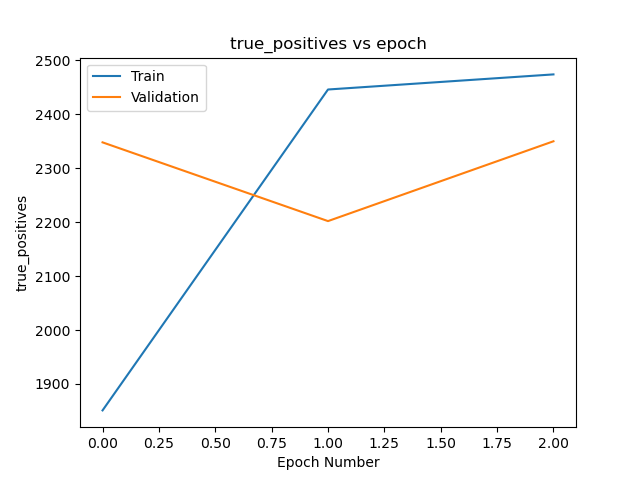 true_positives vs epoch
Train
Validation
true_positives
2500
2400
2300
2200
2100
2000
1900
0.00 0.25 0.50 0.75 1.00 1.25 1.50 1.75 2.00
Epoch Number